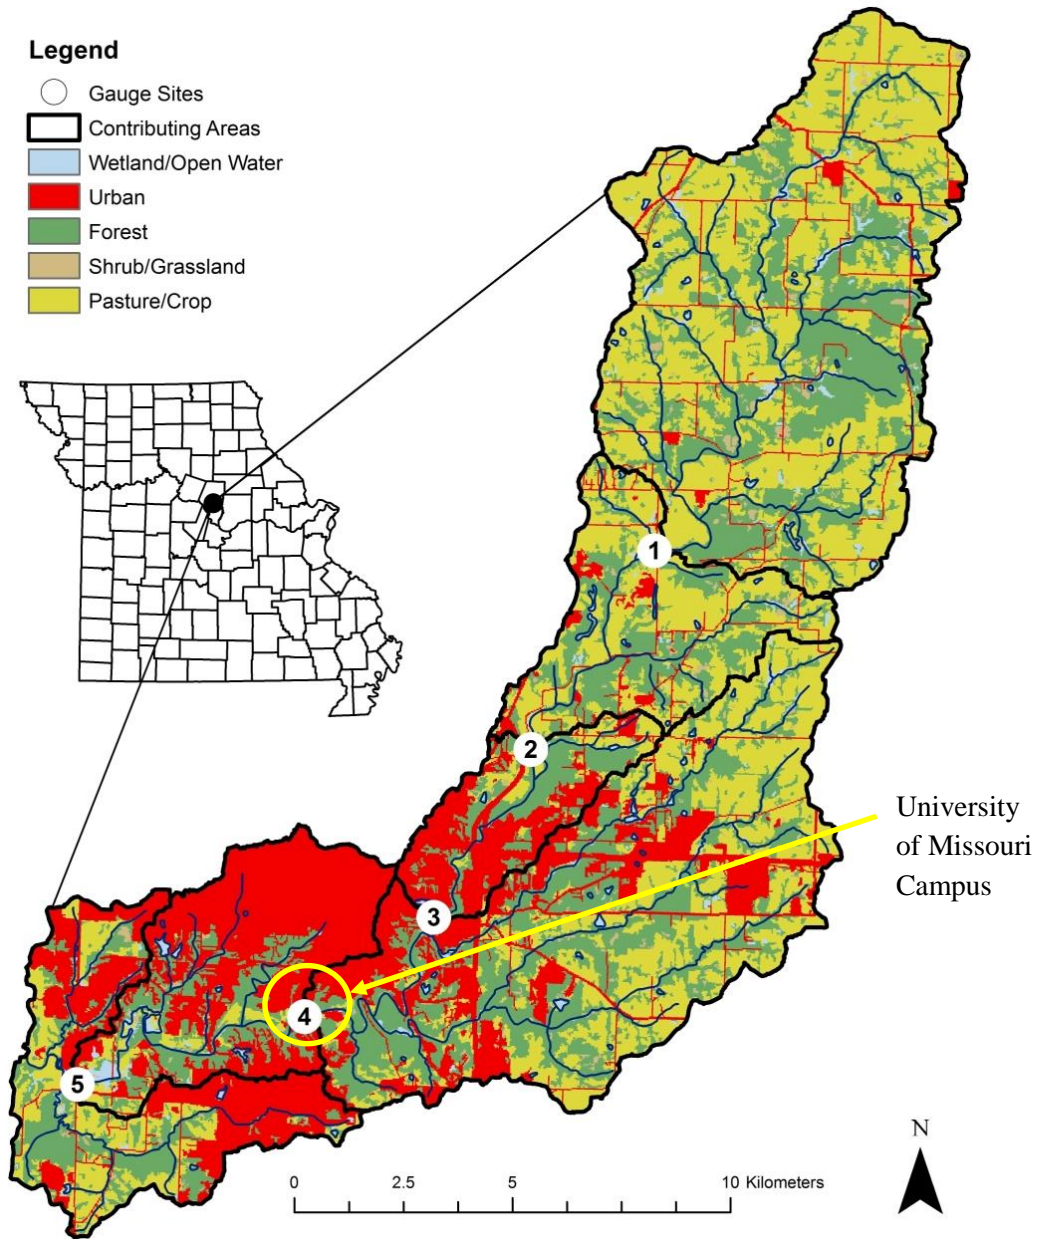 Legend
Gauge Sites
Contributing Areas
Wetland/Open Water
Urban
Forest
Shrub/Grassland
Pasture/Crop
1
2
University
of Missouri
Campus
3
4
5
N
0 2.5 5 10 Kilometers